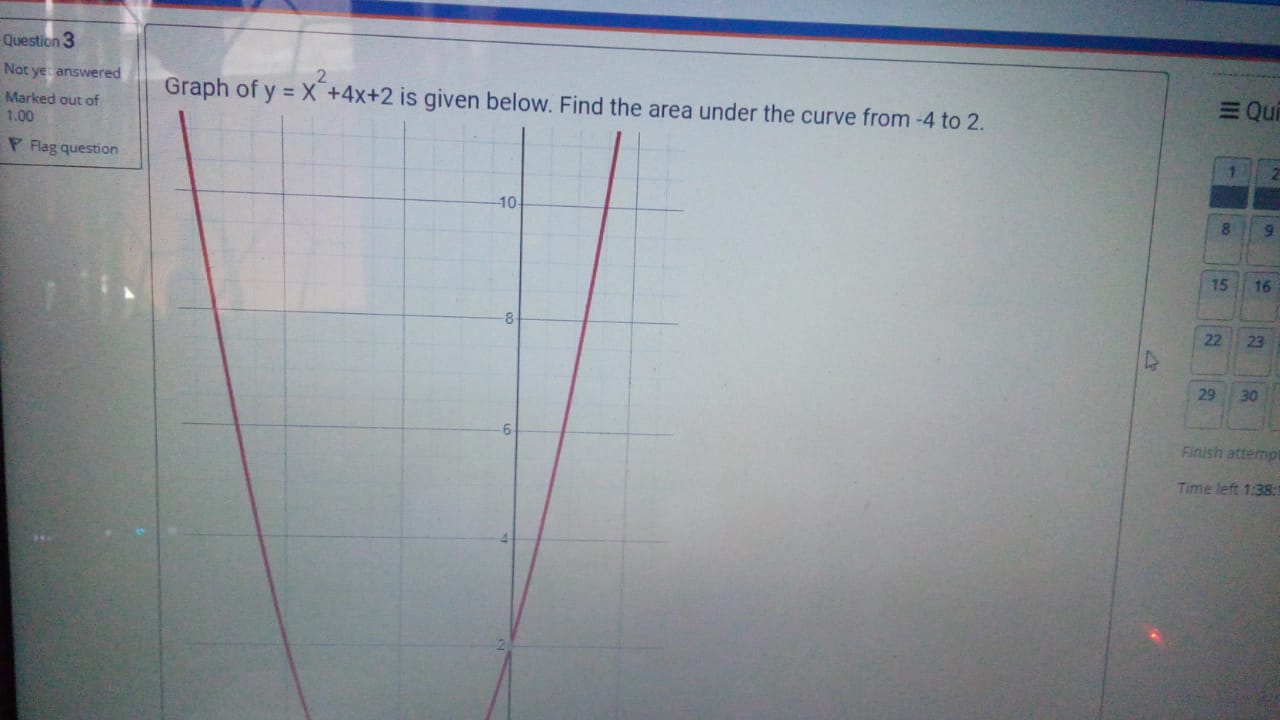 Question 3
Not yet answered
Marked out of
1.00
Flag question
Graph of y = x²+4x+2 is given below. Find the area under the curve from -4 to 2.
10
8
6
4
2
Qui
1 2
8 9
15 16
22 23
29 30
Finish attemp
Time left 1:38: